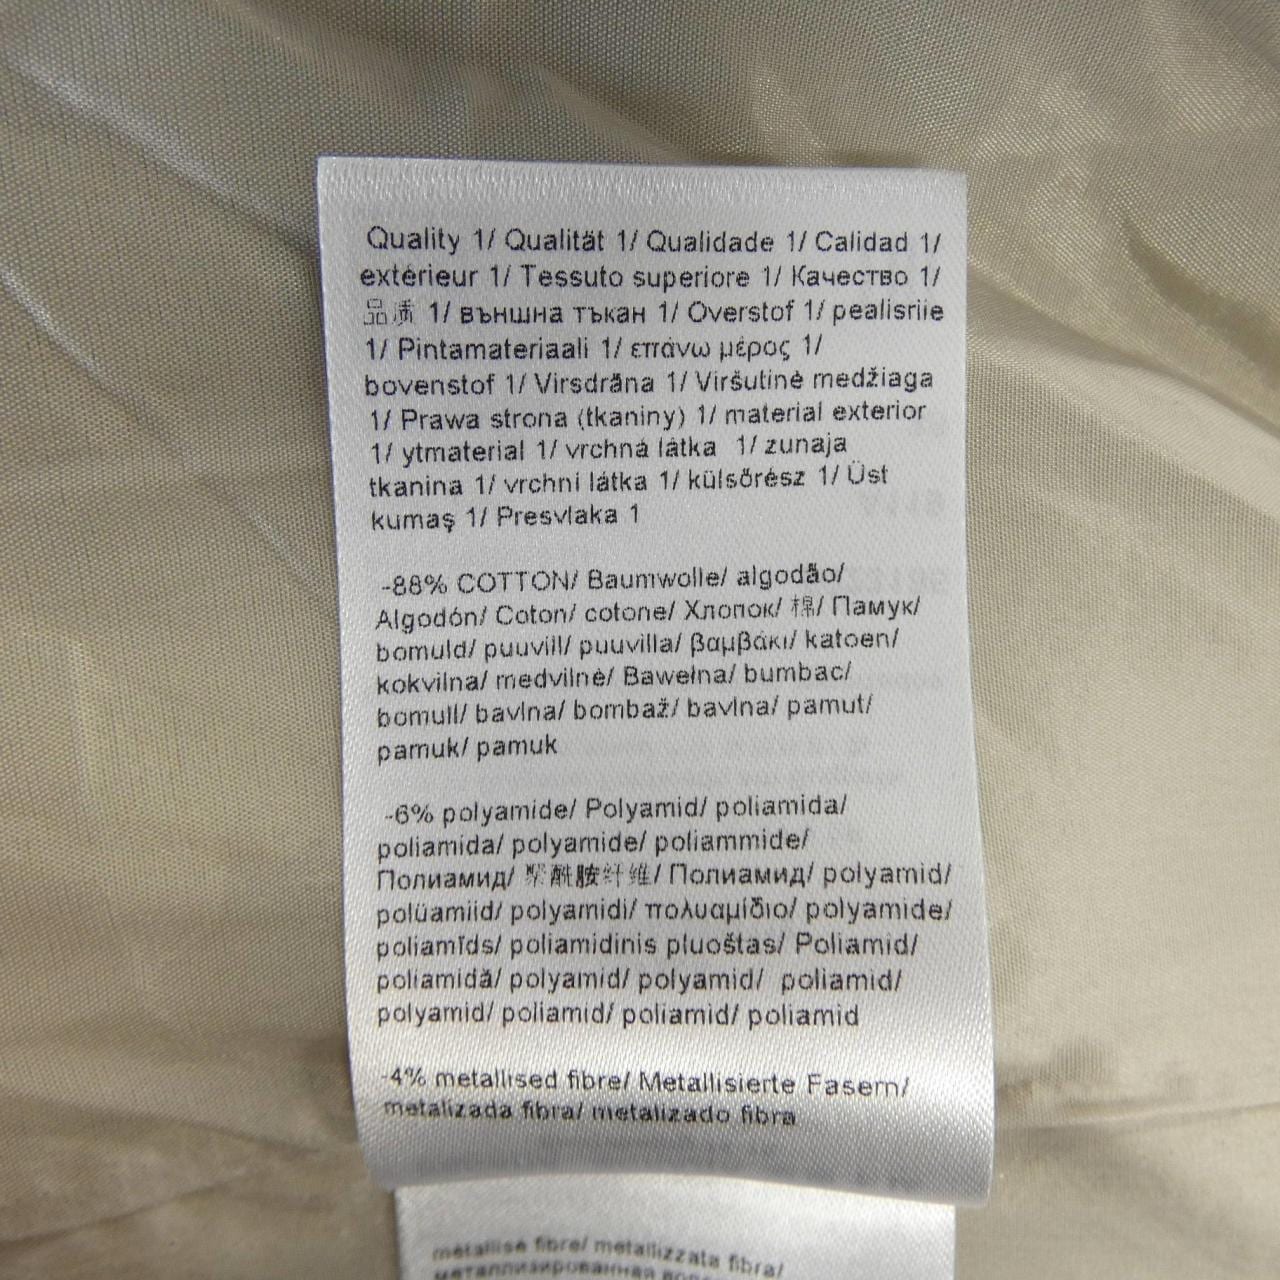 Quality 1/ Qualität 1/ Qualidade 1/ Calidad 1/
extérieur 1/ Tessuto superiore 1/ Качество 1/
品质 1/ външна тъкан 1/ Overstof 1/ pealisriie
1/ Pintamateriaali 1/ επάνω μέρος 1/
bovenstof 1/ Virsdrāna 1/ Viršutinė medžiaga
1/ Prawa strona (tkaniny) 1/ material exterior
1/ ytmaterial 1/ vrchná látka 1/ zunaja
tkanina 1/ vrchní látka 1/ külsőrész 1/ Üst
kumaş 1/ Presvlaka 1
-88% COTTON/ Baumwolle/ algodão/
Algodón/ Coton/ cotone/ Хлопок/ 棉/ Памук/
bomuld/ puuvill/ puuvilla/ βαμβάκι/ katoen/
kokvilna/ medvilnė/ Bawełna/ bumbac/
bomull/ bavlna/ bombaž/ bavlna/ pamut/
pamuk/ pamuk
-6% polyamide/ Polyamid/ poliamida/
poliamida/ polyamide/ poliammide/
Полиамид/ 聚酰胺纤维/ Полиамид/ polyamid/
polüamiid/ polyamidi/ πολυαμίδιο/ polyamide/
poliamīds/ poliamidinis pluoštas/ Poliamid/
poliamidă/ polyamid/ polyamid/ poliamid/
polyamid/ poliamid/ poliamid/ poliamid
-4% metallised fibre/ Metallisierte Fasern/
metalizada fibra/ metalizado fibra
métallisé fibre/ metallizzata fibra/
металлизированная